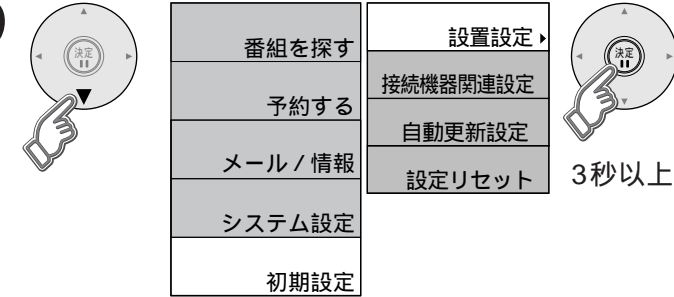 決定
番組を探す
予約する
メール / 情報
システム設定
初期設定
設置設定
接続機器関連設定
自動更新設定
設定リセット
決定
3秒以上